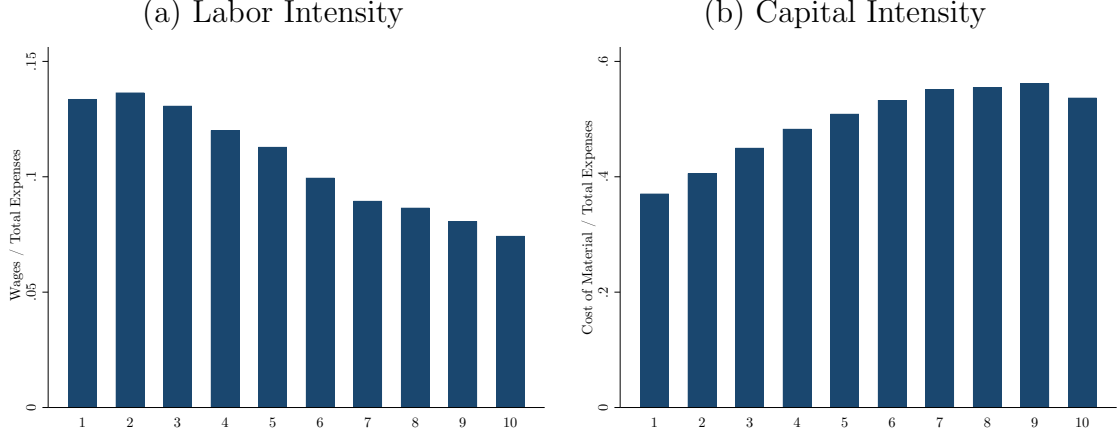 (a) Labor Intensity
Wages / Total Expenses
.15
.1
.05
0
1 2 3 4 5 6 7 8 9 10
(b) Capital Intensity
Cost of Material / Total Expenses
.6
.4
.2
0
1 2 3 4 5 6 7 8 9 10